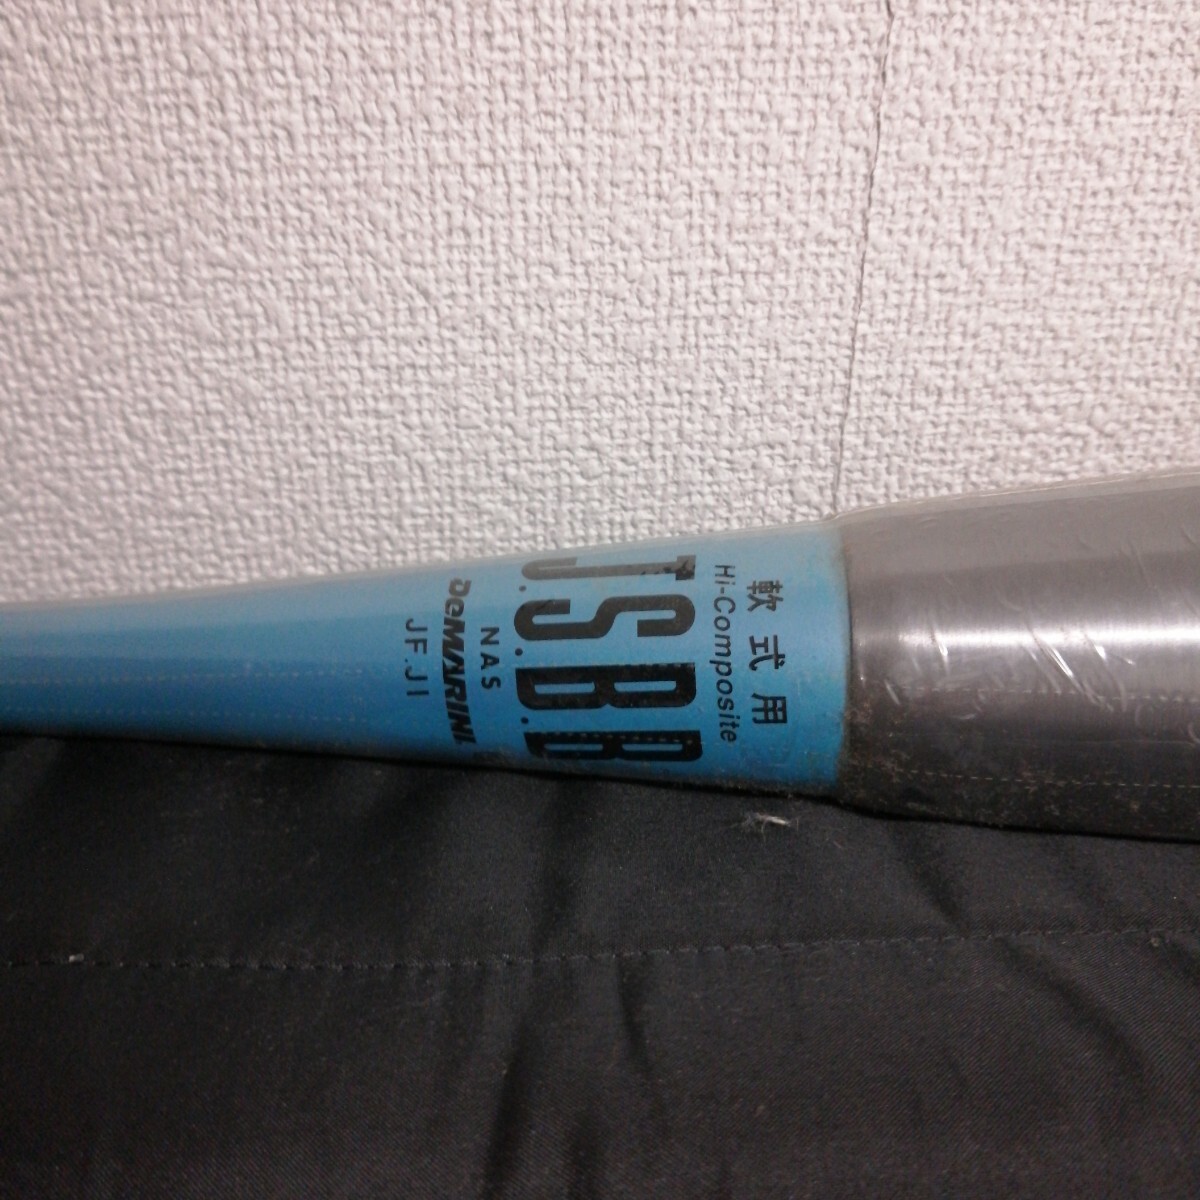 軟式用
Hi-Composite
J.S.B.B
DeMARINI
NAS
JF.JI